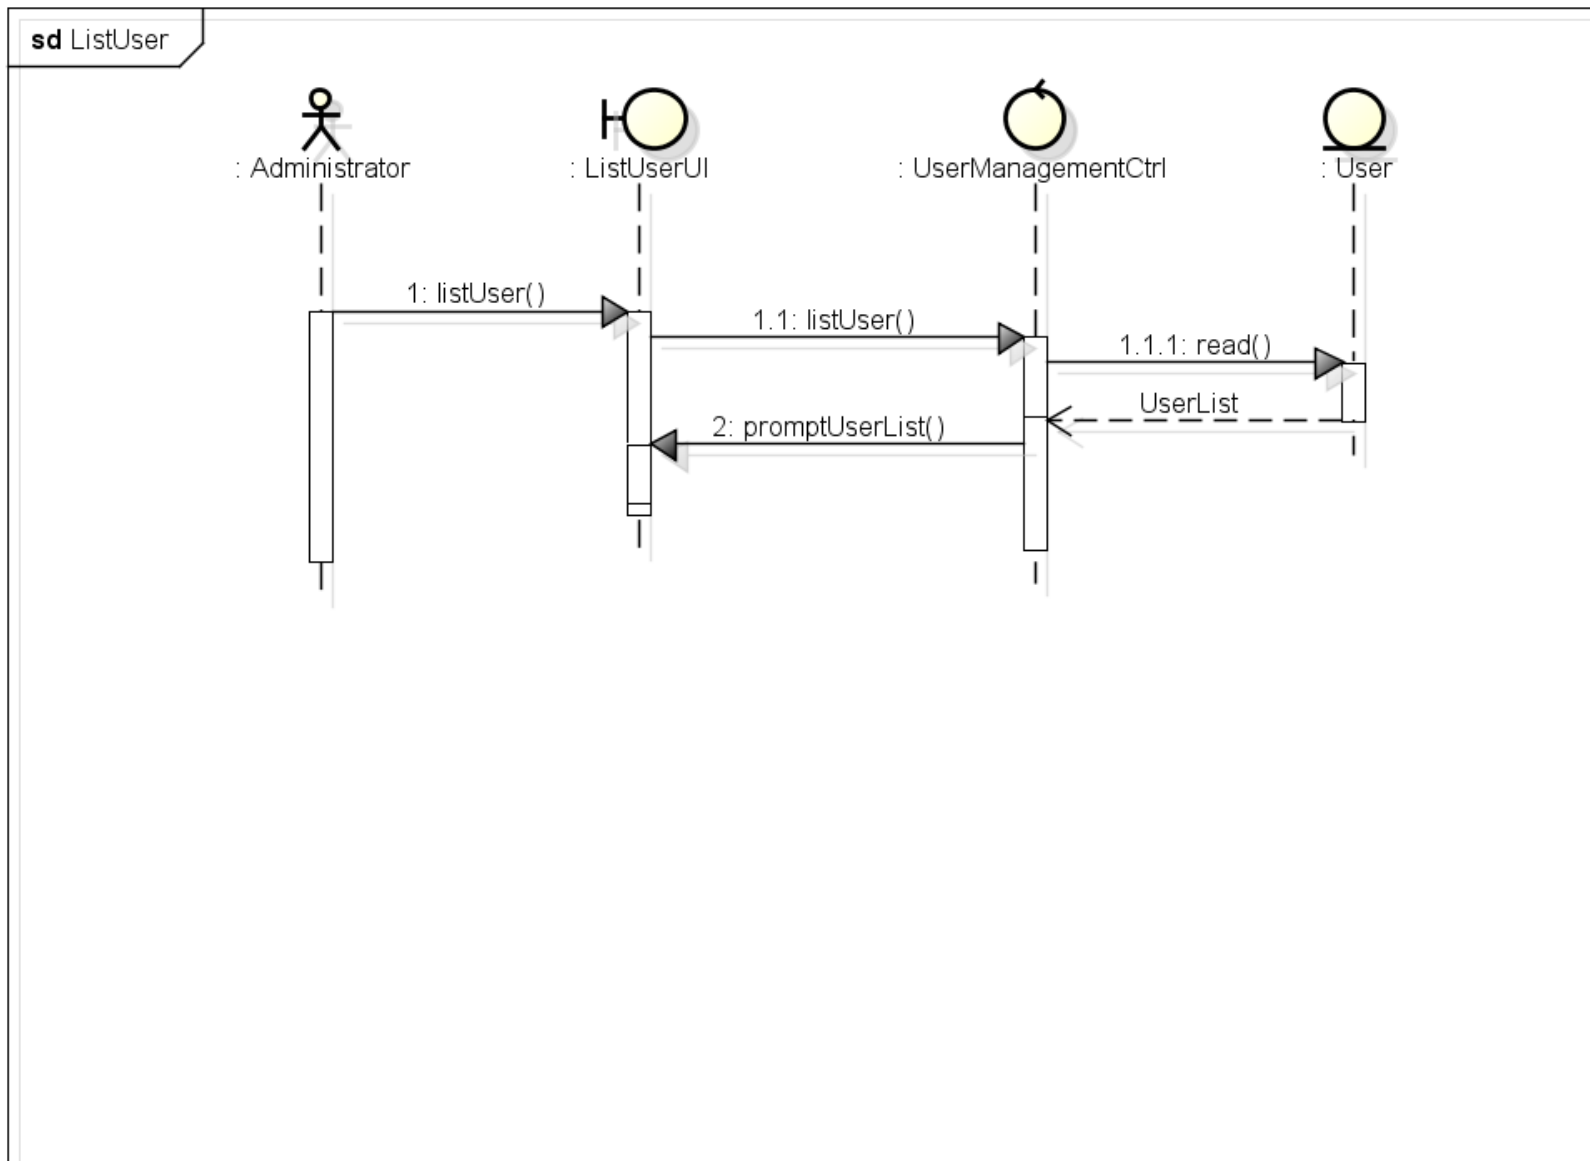 sd ListUser
: Administrator
: ListUserUI
: UserManagementCtrl
: User
1: listUser()
1.1: listUser()
1.1.1: read()
UserList
2: promptUserList()